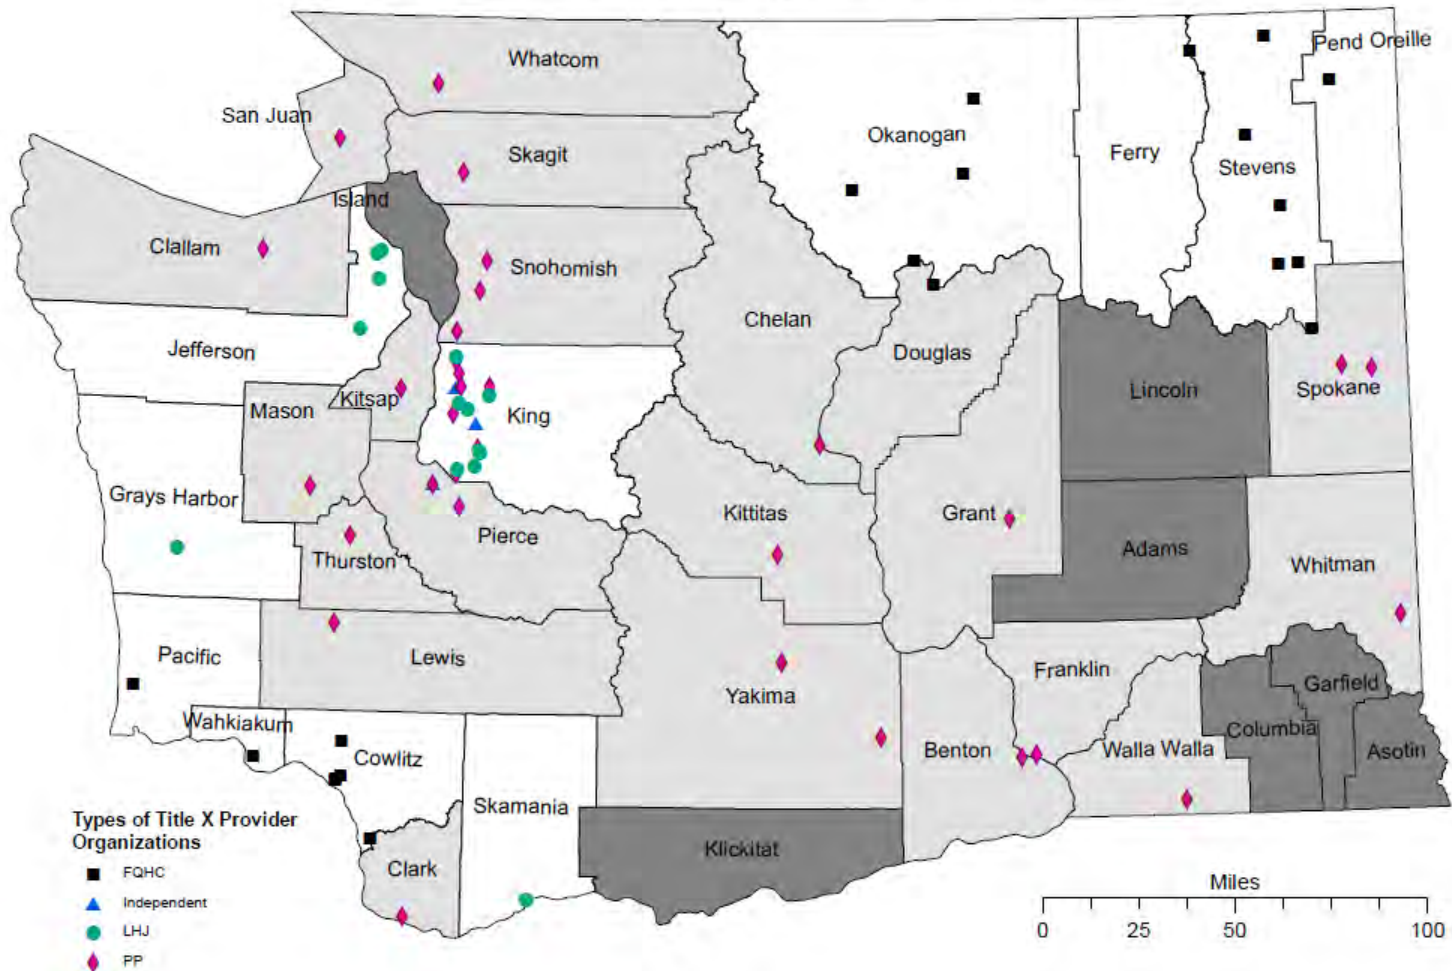 Whatcom
Pend Oreille
San Juan
Okanogan
Skagit
Ferry
Stevens
Island
Clallam
Snohomish
Chelan
Jefferson
Douglas
Lincoln
Spokane
Mason
Kitsap
King
Grays Harbor
Kittitas
Grant
Pierce
Adams
Thurston
Whitman
Pacific
Lewis
Franklin
Garfield
Yakima
Wahkiakum
Columbia
Benton
Walla Walla
Asotin
Cowlitz
Skamania
Klickitat
Clark
Types of Title X Provider
Organizations
FQHC
Independent
LHJ
PP
Miles
0 25 50 100